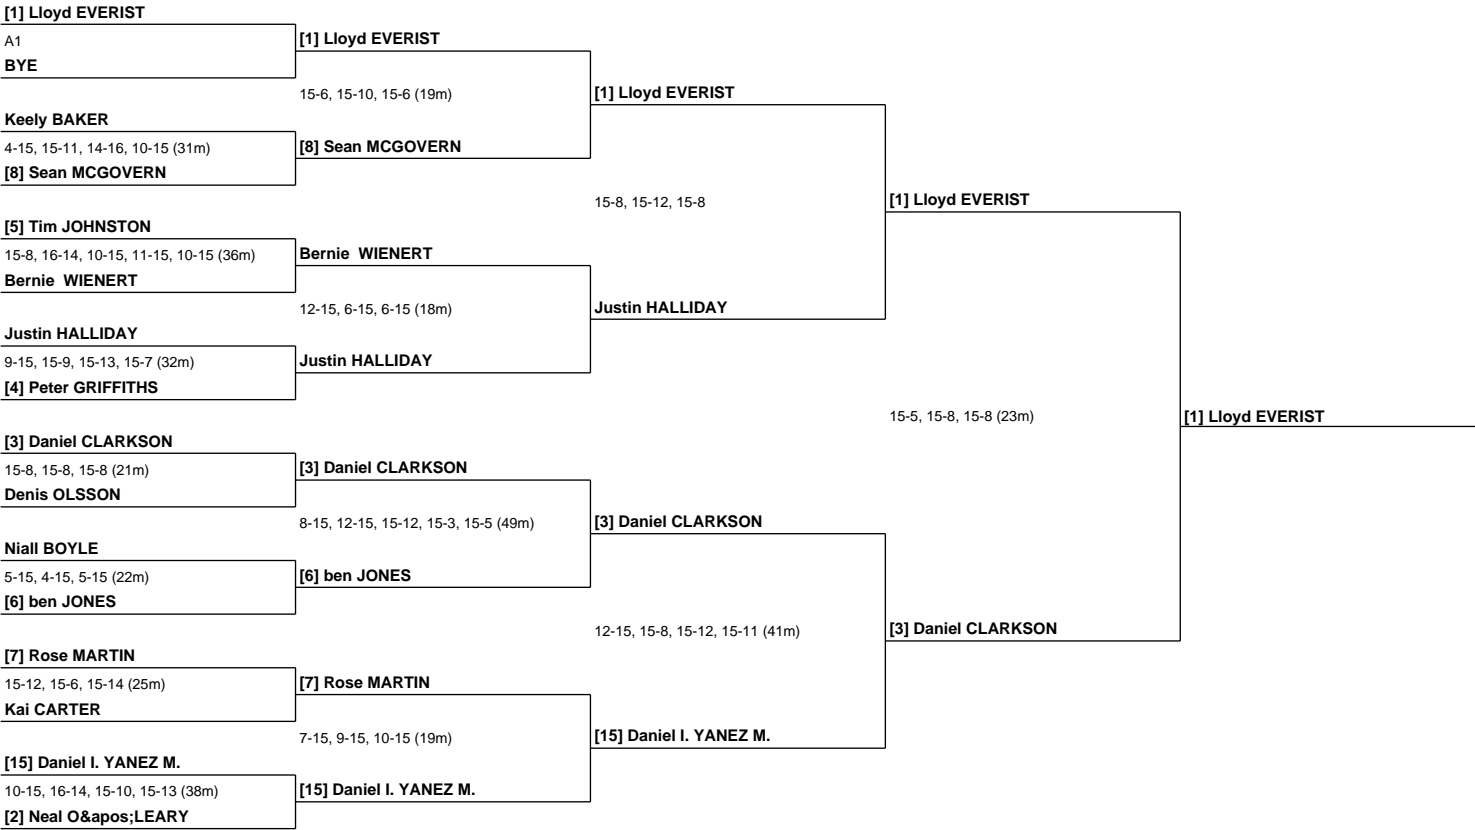 [1] Lloyd EVERIST
A1
BYE
Keely BAKER
4-15, 15-11, 14-16, 10-15 (31m)
[8] Sean MCGOVERN
[5] Tim JOHNSTON
15-8, 16-14, 10-15, 11-15, 10-15 (36m)
Bernie  WIENERT
Justin HALLIDAY
9-15, 15-9, 15-13, 15-7 (32m)
[4] Peter GRIFFITHS
[3] Daniel CLARKSON
15-8, 15-8, 15-8 (21m)
Denis OLSSON
Niall BOYLE
5-15, 4-15, 5-15 (22m)
[6] ben JONES
[7] Rose MARTIN
15-12, 15-6, 15-14 (25m)
Kai CARTER
[15] Daniel I. YANEZ M.
10-15, 16-14, 15-10, 15-13 (38m)
[2] Neal O&apos;LEARY
[1] Lloyd EVERIST
15-6, 15-10, 15-6 (19m)
[8] Sean MCGOVERN
Bernie  WIENERT
12-15, 6-15, 6-15 (18m)
Justin HALLIDAY
[3] Daniel CLARKSON
8-15, 12-15, 15-12, 15-3, 15-5 (49m)
[6] ben JONES
[7] Rose MARTIN
7-15, 9-15, 10-15 (19m)
[15] Daniel I. YANEZ M.
[1] Lloyd EVERIST
15-8, 15-12, 15-8
Justin HALLIDAY
[3] Daniel CLARKSON
12-15, 15-8, 15-12, 15-11 (41m)
[15] Daniel I. YANEZ M.
[1] Lloyd EVERIST
15-5, 15-8, 15-8 (23m)
[3] Daniel CLARKSON
[1] Lloyd EVERIST